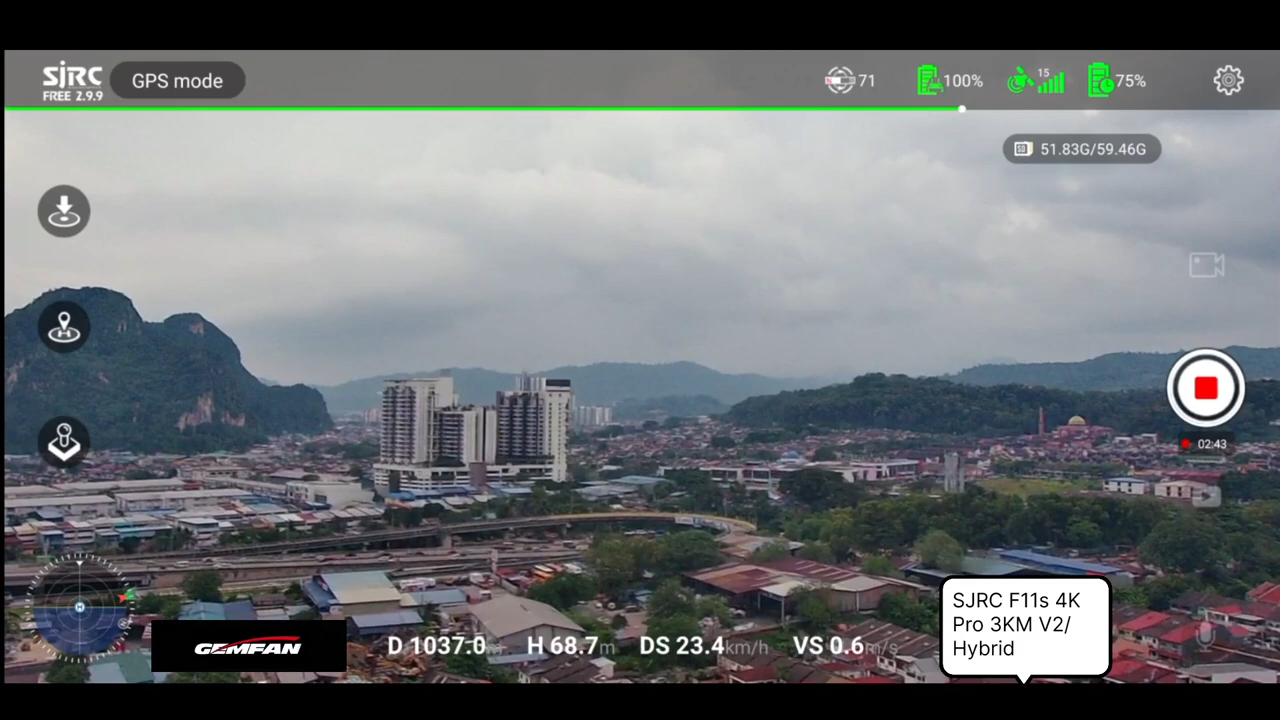 SJRC
FREE 2.9.9
GPS mode
71
100%
15
75%
51.83G/59.46G
02:43
GEMFAN
D 1037.0m
H 68.7m
DS 23.4km/h
VS 0.6m/s
SJRC F11s 4K
Pro 3KM V2/
Hybrid